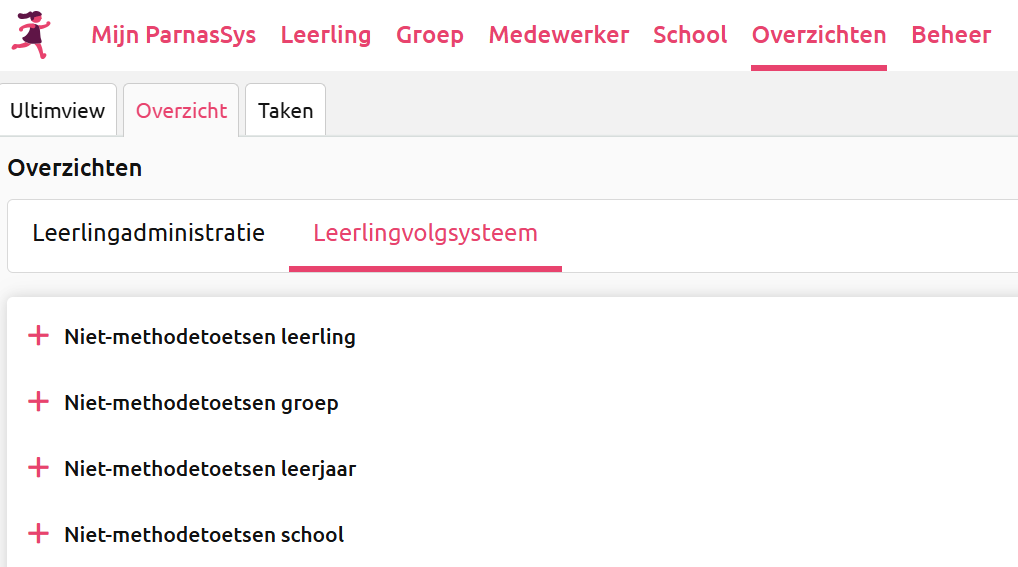 Mijn ParnasSys Leerling Groep Medewerker School Overzichten Beheer
Ultimview Overzicht Taken
Overzichten
Leerlingadministratie Leerlingvolgsysteem
Niet-methodetoetsen leerling
Niet-methodetoetsen groep
Niet-methodetoetsen leerjaar
Niet-methodetoetsen school